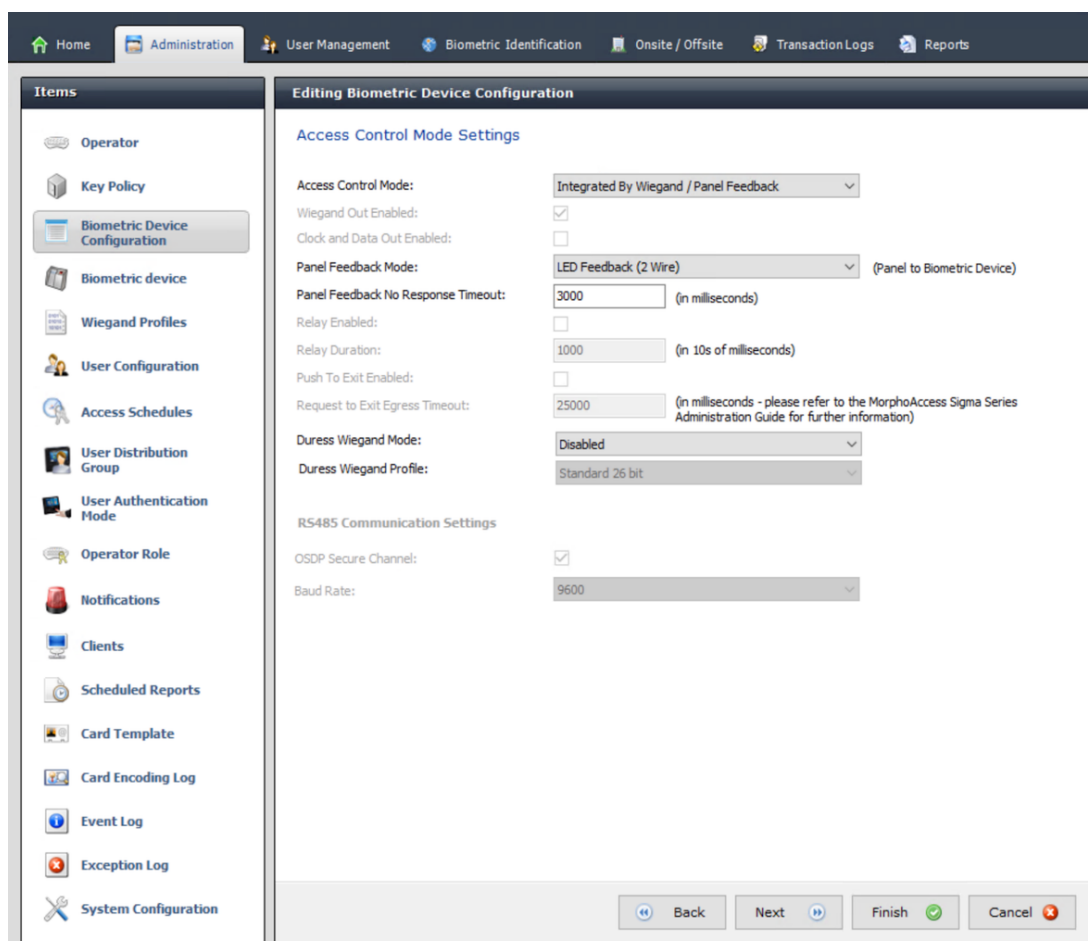 Home
Administration
User Management
Biometric Identification
Onsite / Offsite
Transaction Logs
Reports
Items
Operator
Key Policy
Biometric Device
Configuration
Biometric device
Wiegand Profiles
User Configuration
Access Schedules
User Distribution
Group
User Authentication
Mode
Operator Role
Notifications
Clients
Scheduled Reports
Card Template
Card Encoding Log
Event Log
Exception Log
System Configuration
Editing Biometric Device Configuration
Access Control Mode Settings
Access Control Mode: Integrated By Wiegand / Panel Feedback
Wiegand Out Enabled:
Clock and Data Out Enabled:
Panel Feedback Mode: LED Feedback (2 Wire) (Panel to Biometric Device)
Panel Feedback No Response Timeout: 3000 (in milliseconds)
Relay Enabled:
Relay Duration: 1000 (in 10s of milliseconds)
Push To Exit Enabled:
Request to Exit Egress Timeout: 25000 (in milliseconds - please refer to the MorphoAccess Sigma Series
Administration Guide for further information)
Duress Wiegand Mode: Disabled
Duress Wiegand Profile: Standard 26 bit
RS485 Communication Settings
OSDP Secure Channel:
Baud Rate: 9600
Back
Next
Finish
Cancel